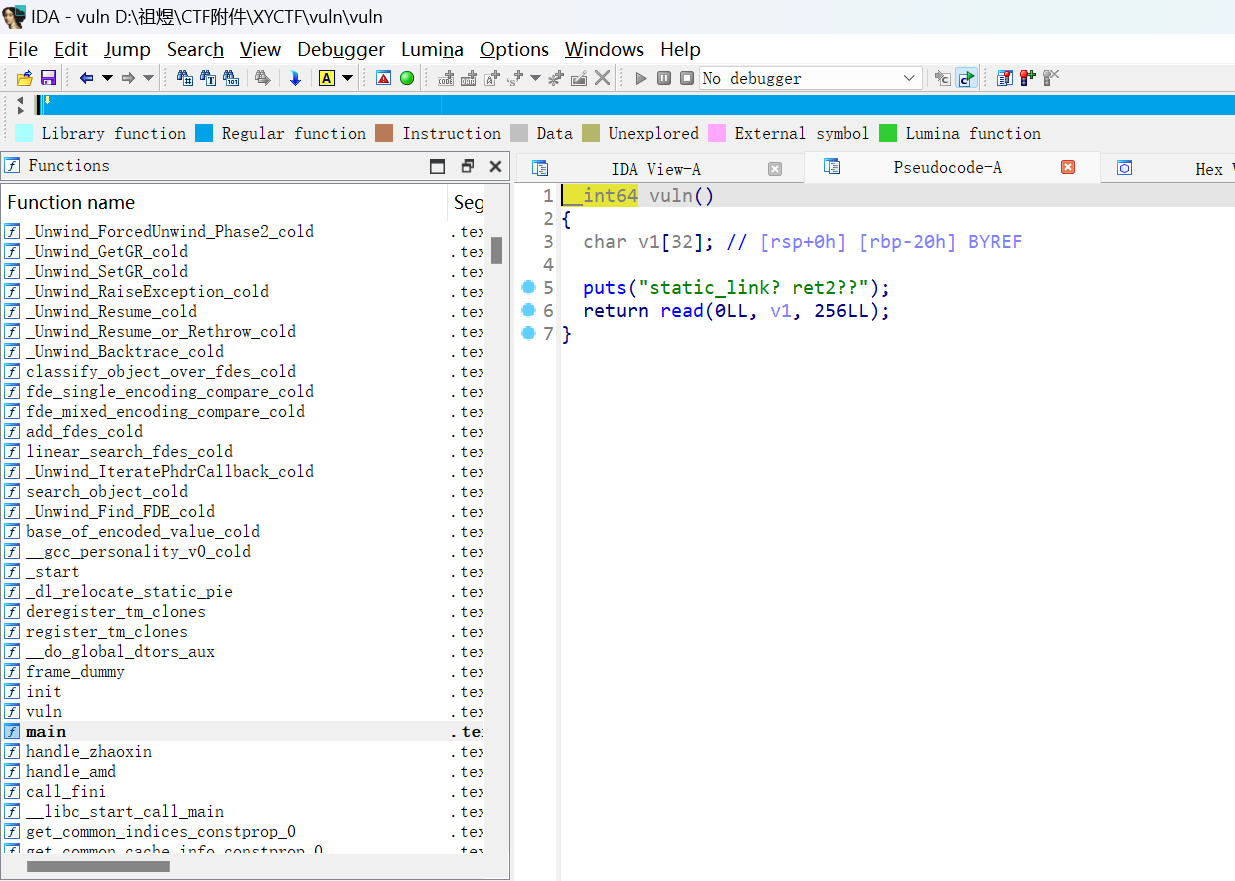 IDA - vuln D:\祖煜\CTF附件\XYCTF\vuln\vuln
File Edit Jump Search View Debugger Lumina Options Windows Help
No debugger
Library function Regular function Instruction Data Unexplored External symbol Lumina function
Functions
Function name Seg
_Unwind_ForcedUnwind_Phase2_cold .tex
_Unwind_GetGR_cold .tex
_Unwind_SetGR_cold .tex
_Unwind_RaiseException_cold .tex
_Unwind_Resume_cold .tex
_Unwind_Resume_or_Rethrow_cold .tex
_Unwind_Backtrace_cold .tex
classify_object_over_fdes_cold .tex
fde_single_encoding_compare_cold .tex
fde_mixed_encoding_compare_cold .tex
add_fdes_cold .tex
linear_search_fdes_cold .tex
_Unwind_IteratePhdrCallback_cold .tex
search_object_cold .tex
_Unwind_Find_FDE_cold .tex
base_of_encoded_value_cold .tex
__gcc_personality_v0_cold .tex
_start .tex
_dl_relocate_static_pie .tex
deregister_tm_clones .tex
register_tm_clones .tex
__do_global_dtors_aux .tex
frame_dummy .tex
init .tex
vuln .tex
main .te
handle_zhaoxin .tex
handle_amd .tex
call_fini .tex
__libc_start_call_main .tex
get_common_indices_constprop_0 .tex
get_common_cache_info_constprop_0 .tex
IDA View-A Pseudocode-A Hex
1 __int64 vuln()
2 {
3 char v1[32]; // [rsp+0h] [rbp-20h] BYREF
4
5 puts("static_link? ret2??");
6 return read(0LL, v1, 256LL);
7 }